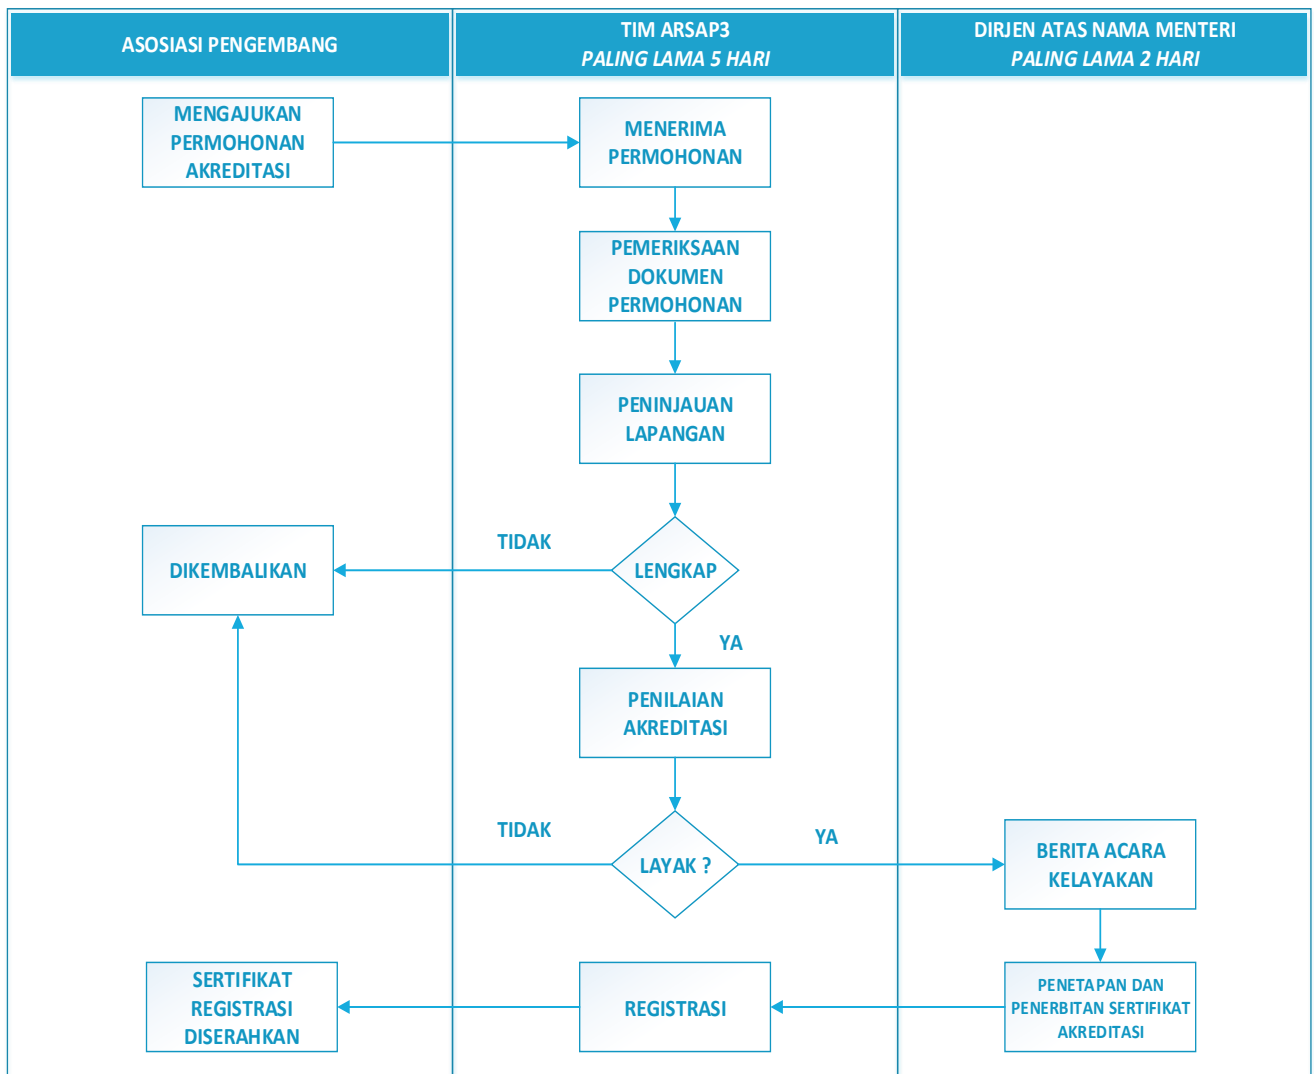 ASOSIASI PENGEMBANG
TIM ARSAP3
PALING LAMA 5 HARI
DIRJEN ATAS NAMA MENTERI
PALING LAMA 2 HARI
MENGAJUKAN
PERMOHONAN
AKREDITASI
MENERIMA
PERMOHONAN
PEMERIKSAAN
DOKUMEN
PERMOHONAN
PENINJAUAN
LAPANGAN
DIKEMBALIKAN
TIDAK
LENGKAP
YA
PENILAIAN
AKREDITASI
TIDAK
LAYAK ?
YA
BERITA ACARA
KELAYAKAN
SERTIFIKAT
REGISTRASI
DISERAHKAN
REGISTRASI
PENETAPAN DAN
PENERBITAN SERTIFIKAT
AKREDITASI